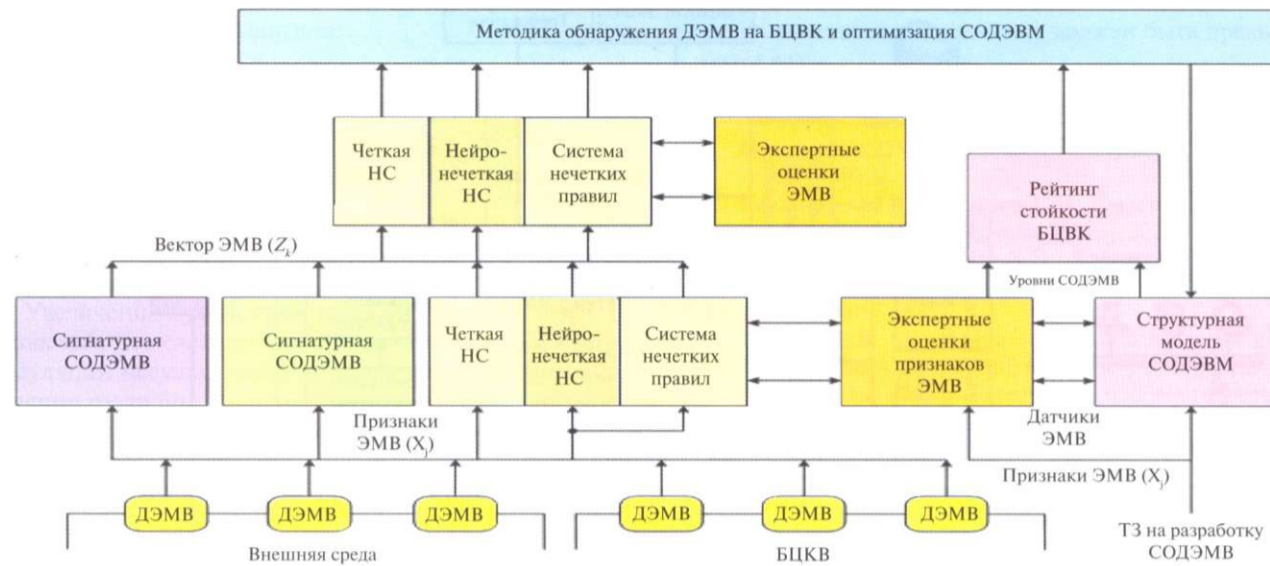 Методика обнаружения ДЭМВ на БЦВК и оптимизация СОДЭВМ
Четкая
НС
Нейро-
нечеткая
НС
Система
нечетких
правил
Экспертные
оценки
ЭМВ
Рейтинг
стойкости
БЦВК
Вектор ЭМВ (Zk)
Уровни СОДЭМВ
Сигнатурная
СОДЭМВ
Сигнатурная
СОДЭМВ
Четкая
НС
Нейро-
нечеткая
НС
Система
нечетких
правил
Экспертные
оценки
признаков
ЭМВ
Структурная
модель
СОДЭВМ
Признаки
ЭМВ (Xj)
Датчики
ЭМВ
Признаки ЭМВ (Xj)
ДЭМВ
ДЭМВ
ДЭМВ
ДЭМВ
ДЭМВ
ДЭМВ
Внешняя среда
БЦКВ
ТЗ на разработку
СОДЭМВ